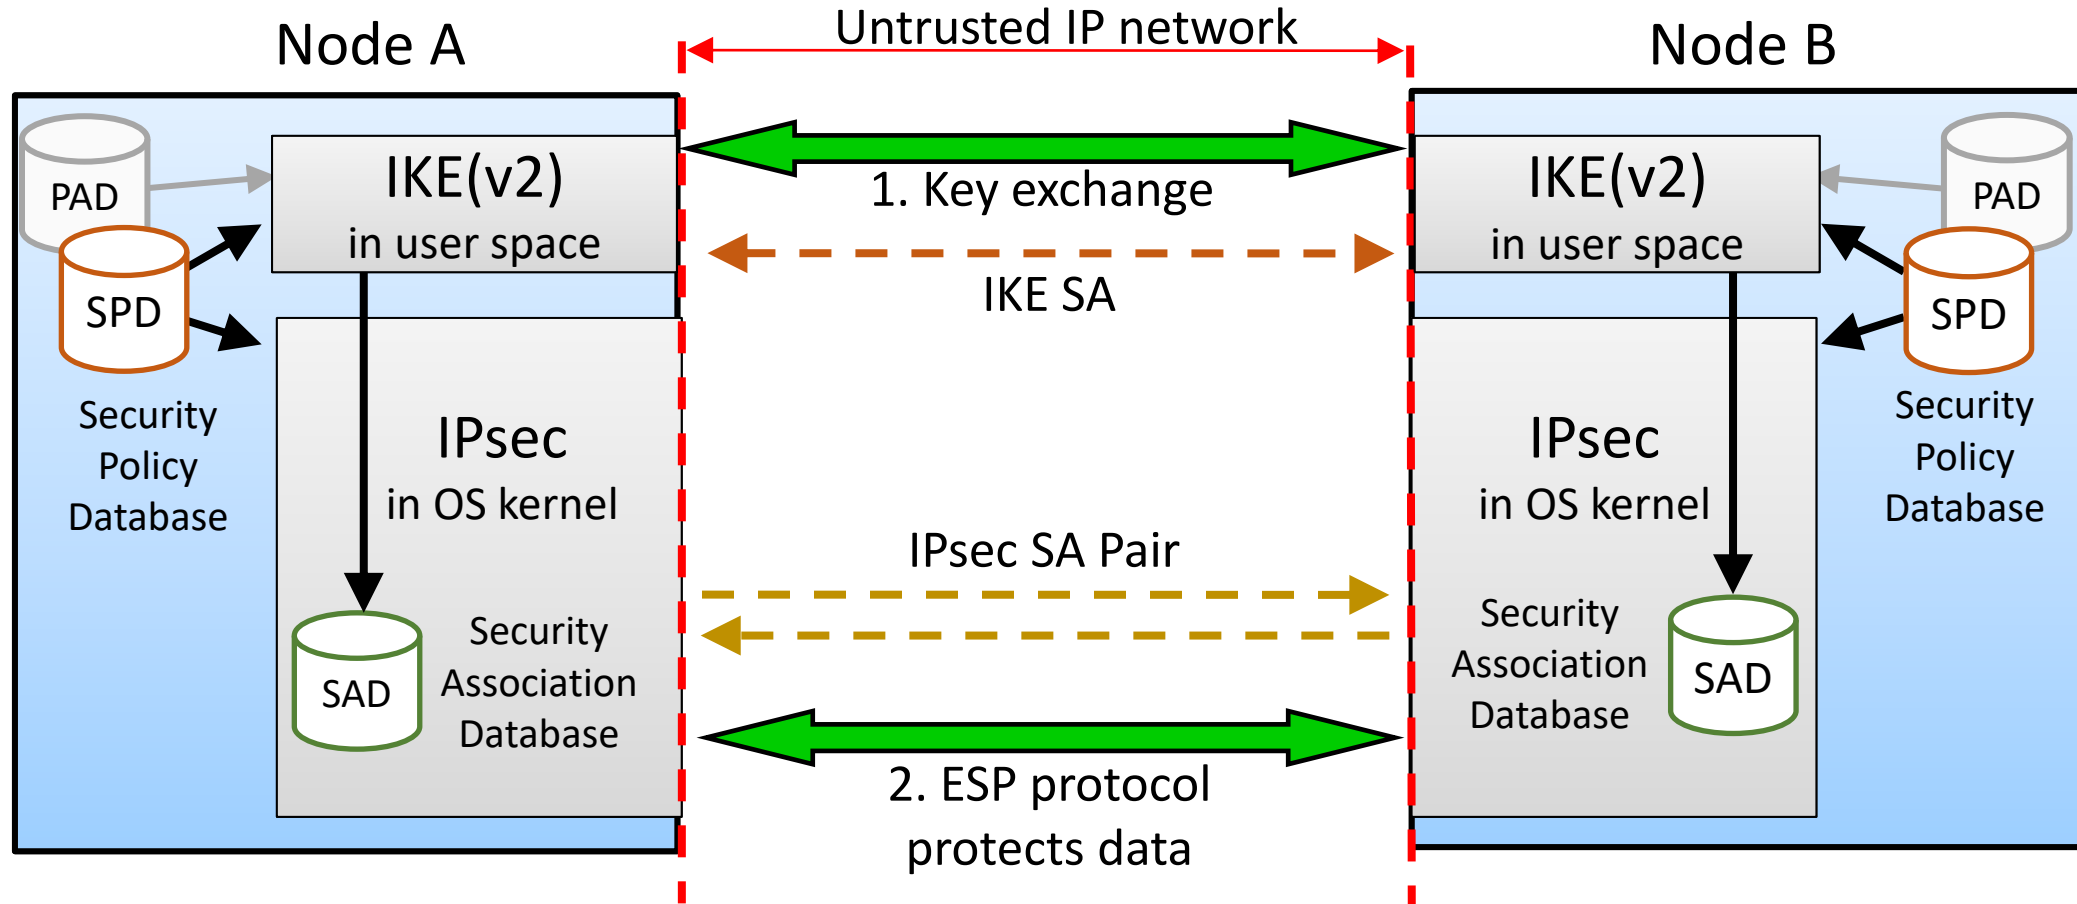 Node A
Untrusted IP network
Node B
PAD
IKE(v2)
in user space
SPD
Security
Policy
Database
IPsec
in OS kernel
SAD
Security
Association
Database
1. Key exchange
IKE SA
IPsec SA Pair
2. ESP protocol
protects data
IKE(v2)
in user space
PAD
SPD
Security
Policy
Database
IPsec
in OS kernel
Security
Association
Database
SAD